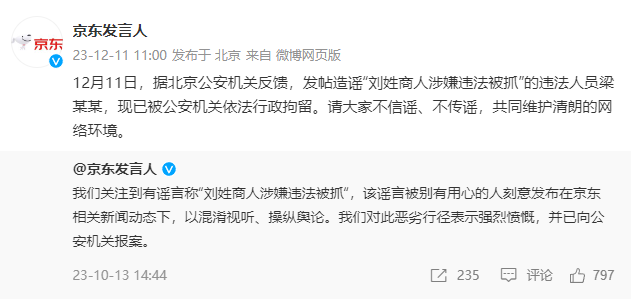 京东
京东发言人
23-12-11 11:00 发布于 北京 来自 微博网页版
12月11日，据北京公安机关反馈，发帖造谣“刘姓商人涉嫌违法被抓”的违法人员梁
某某，现已被公安机关依法行政拘留。请大家不信谣、不传谣，共同维护清朗的网
络环境。
@京东发言人
我们关注到有谣言称“刘姓商人涉嫌违法被抓“，该谣言被别有用心的人刻意发布在京东
相关新闻动态下，以混淆视听、操纵舆论。我们对此恶劣行径表示强烈愤慨，并已向公
安机关报案。
23-10-13 14:44 235 评论 797